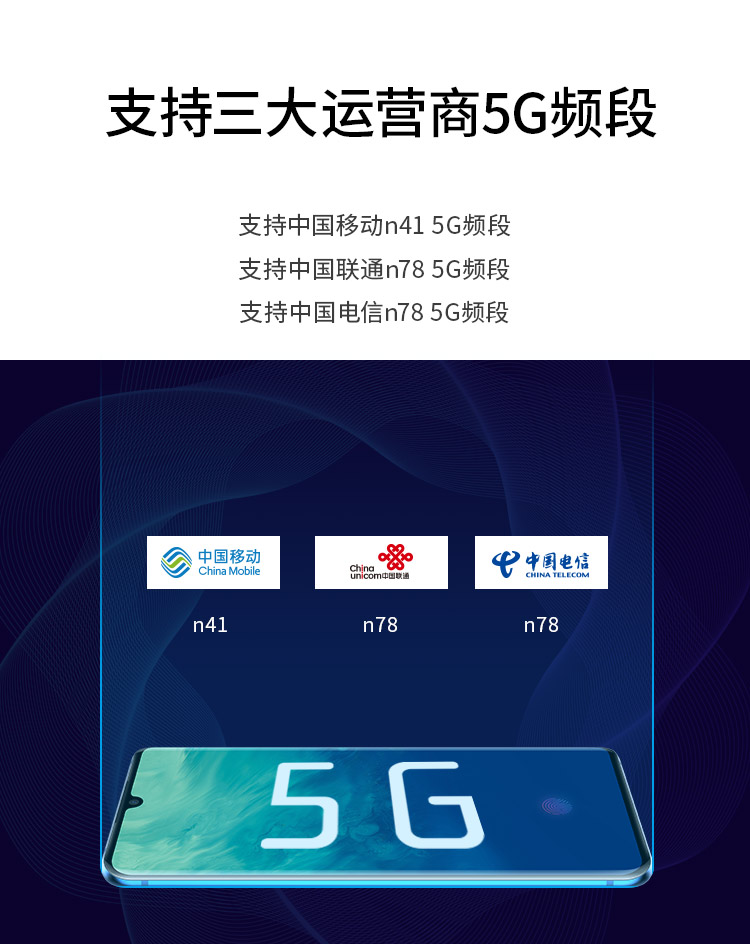 支持三大运营商5G频段
支持中国移动n41 5G频段
支持中国联通n78 5G频段
支持中国电信n78 5G频段
中国移动
China Mobile
China
unicom中国联通
中国电信
CHINA TELECOM
n41
n78
n78
5G